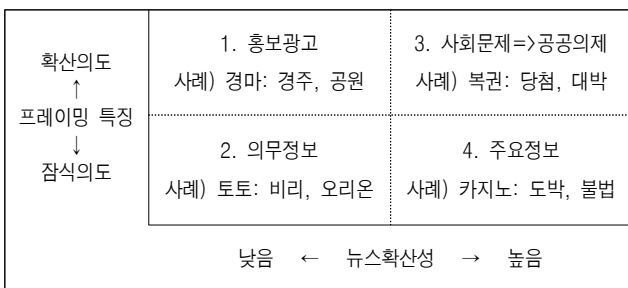 1. 홍보광고
3. 사회문제=>공공의제
확산의도
사례) 경마: 경주, 공원
사례) 복권: 당첨, 대박
↑
프레이밍 특징
↓
2. 의무정보
4. 주요정보
잠식의도
사례) 토토: 비리, 오리온
사례) 카지노: 도박, 불법
낮음 ← 뉴스확산성 → 높음